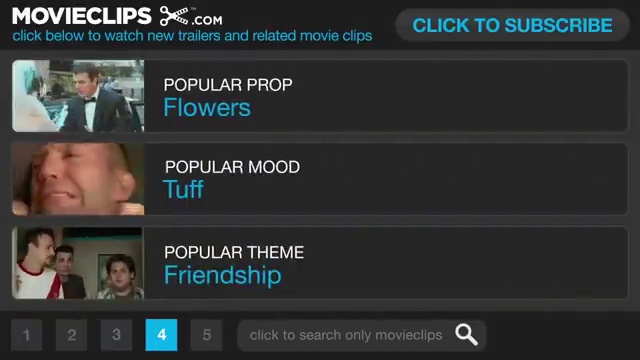 MOVIECLIPS .COM
click below to watch new trailers and related movie clips
CLICK TO SUBSCRIBE
POPULAR PROP
Flowers
POPULAR MOOD
Tuff
POPULAR THEME
Friendship
1 2 3 4 5
click to search only movieclips